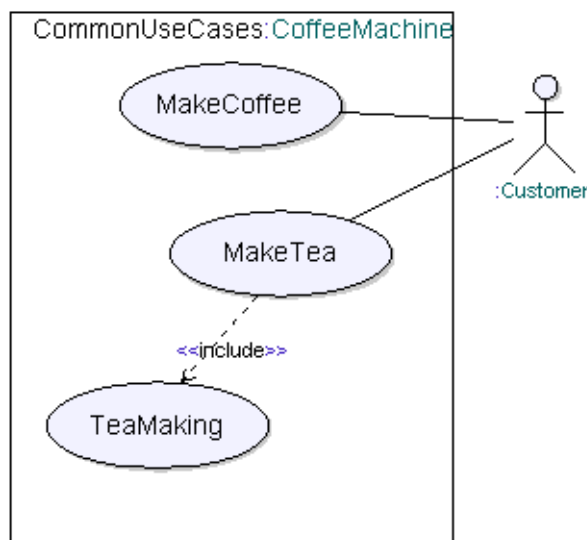 CommonUseCases:CoffeeMachine
MakeCoffee
:Customer
MakeTea
<<include>>
TeaMaking